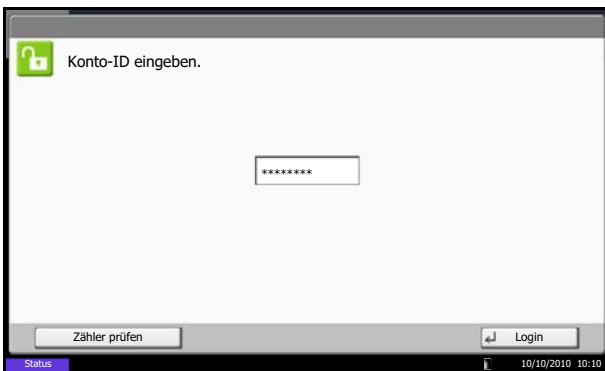 Konto-ID eingeben.
********
Zähler prüfen
Login
Status
10/10/2010 10:10